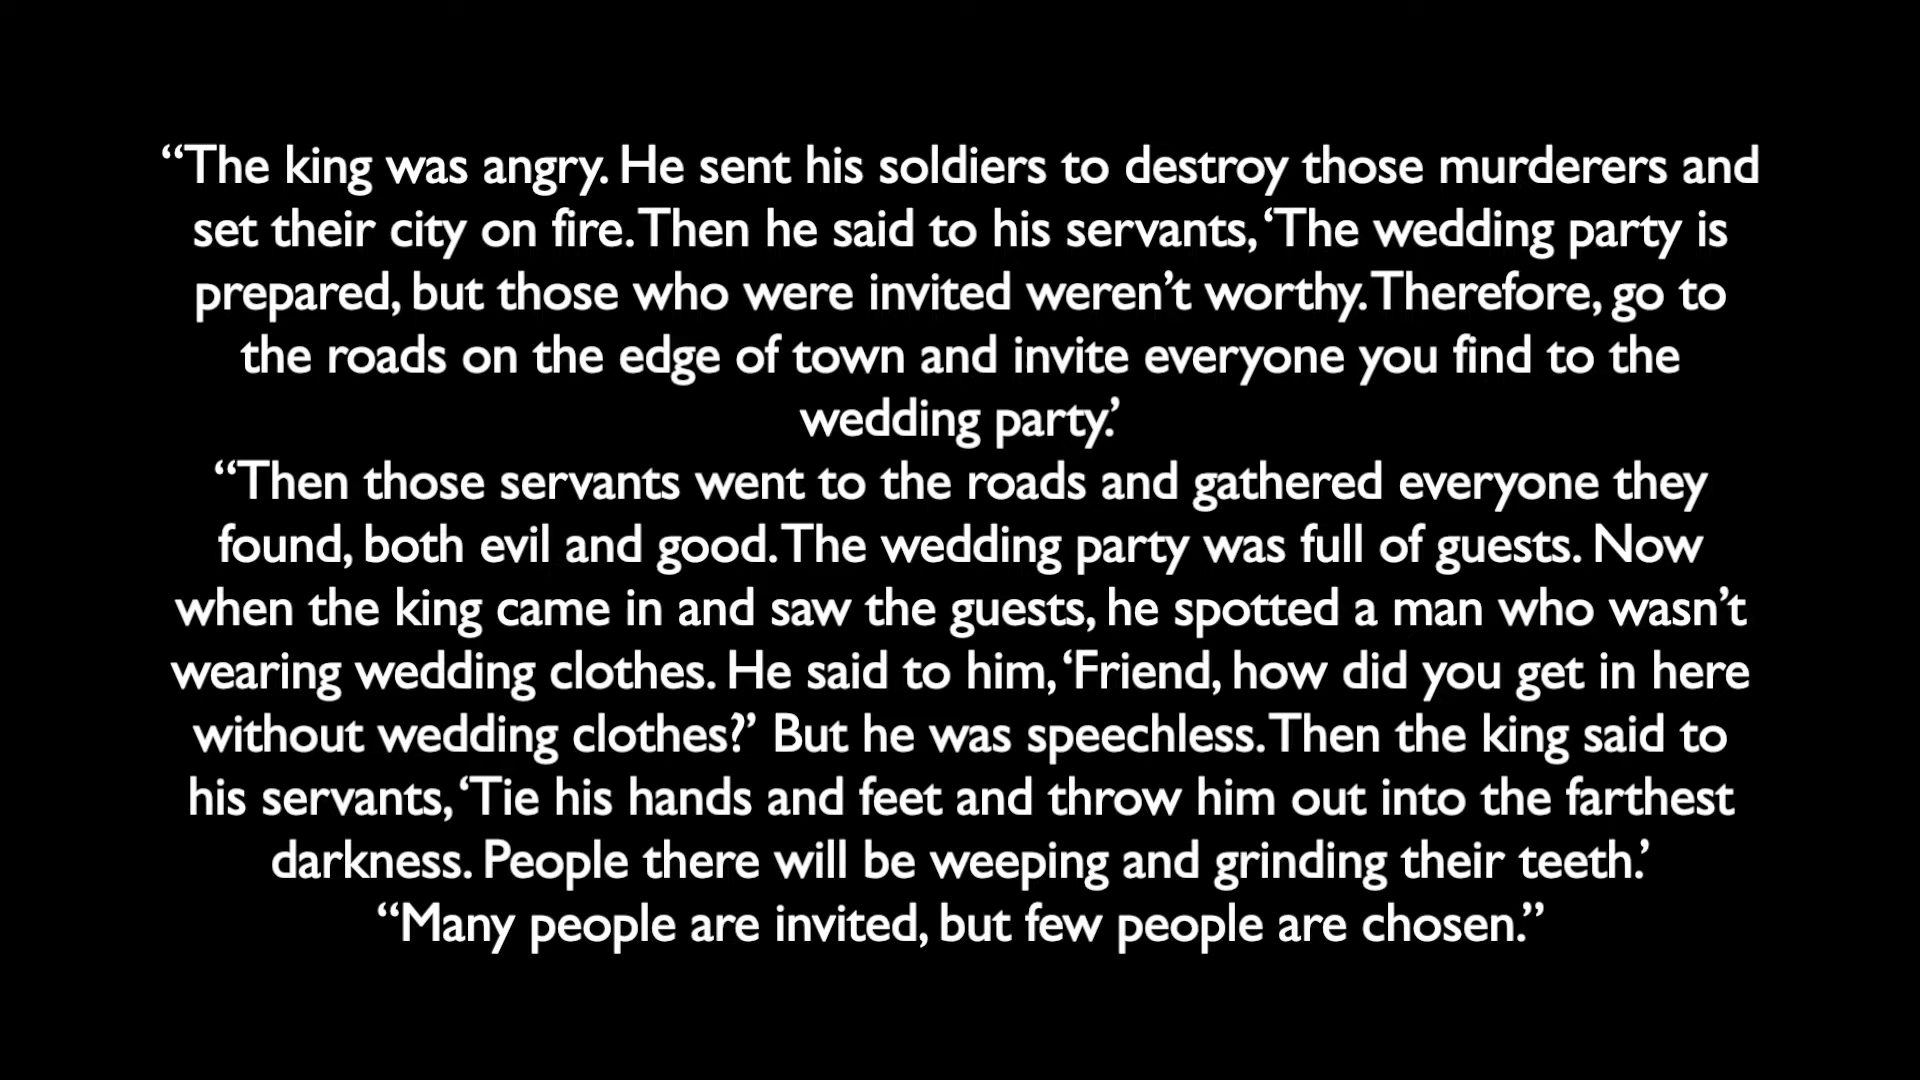 “The king was angry. He sent his soldiers to destroy those murderers and
set their city on fire. Then he said to his servants, ‘The wedding party is
prepared, but those who were invited weren’t worthy. Therefore, go to
the roads on the edge of town and invite everyone you find to the
wedding party.’
“Then those servants went to the roads and gathered everyone they
found, both evil and good. The wedding party was full of guests. Now
when the king came in and saw the guests, he spotted a man who wasn’t
wearing wedding clothes. He said to him, ‘Friend, how did you get in here
without wedding clothes?’ But he was speechless. Then the king said to
his servants, ‘Tie his hands and feet and throw him out into the farthest
darkness. People there will be weeping and grinding their teeth.’
“Many people are invited, but few people are chosen.”